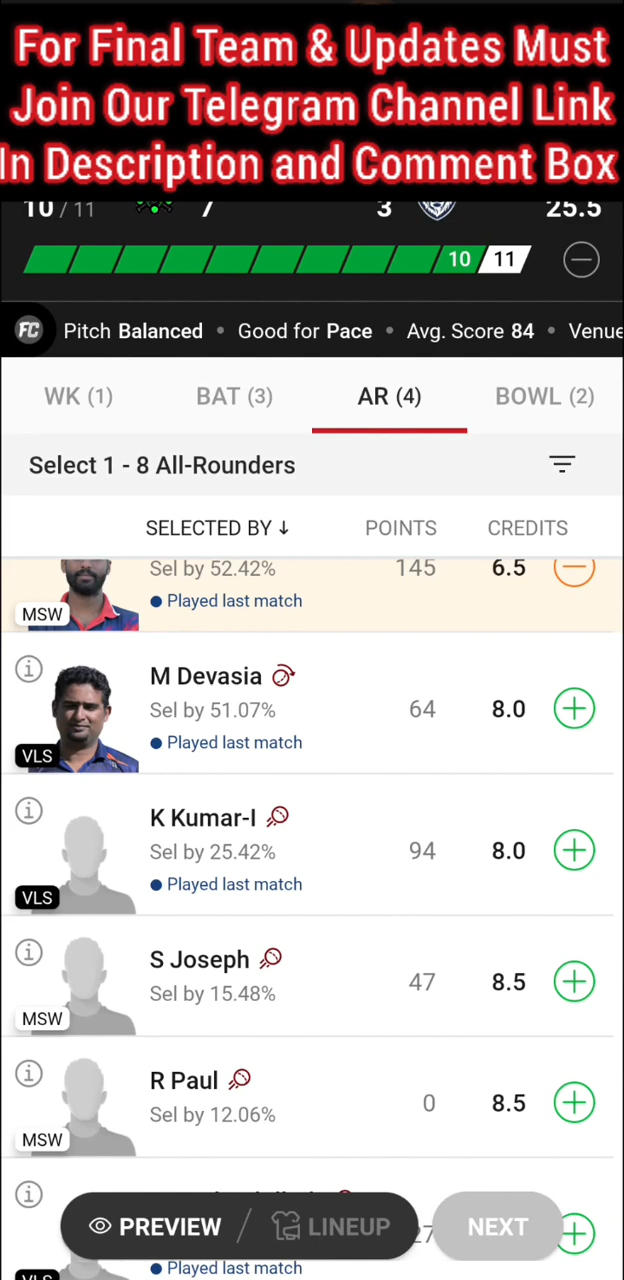 For Final Team & Updates Must
Join Our Telegram Channel Link
In Description and Comment Box
10 / 11 7 3 25.5
10 11
FC Pitch Balanced • Good for Pace • Avg. Score 84 • Venue
WK (1) BAT (3) AR (4) BOWL (2)
Select 1 - 8 All-Rounders
SELECTED BY ↓ POINTS CREDITS
Sel by 52.42% 145 6.5
MSW Played last match
M Devasia
Sel by 51.07% 64 8.0
VLS Played last match
K Kumar-I
Sel by 25.42% 94 8.0
VLS Played last match
S Joseph
Sel by 15.48% 47 8.5
MSW
R Paul
Sel by 12.06% 0 8.5
MSW
PREVIEW / LINEUP NEXT
VLS Played last match